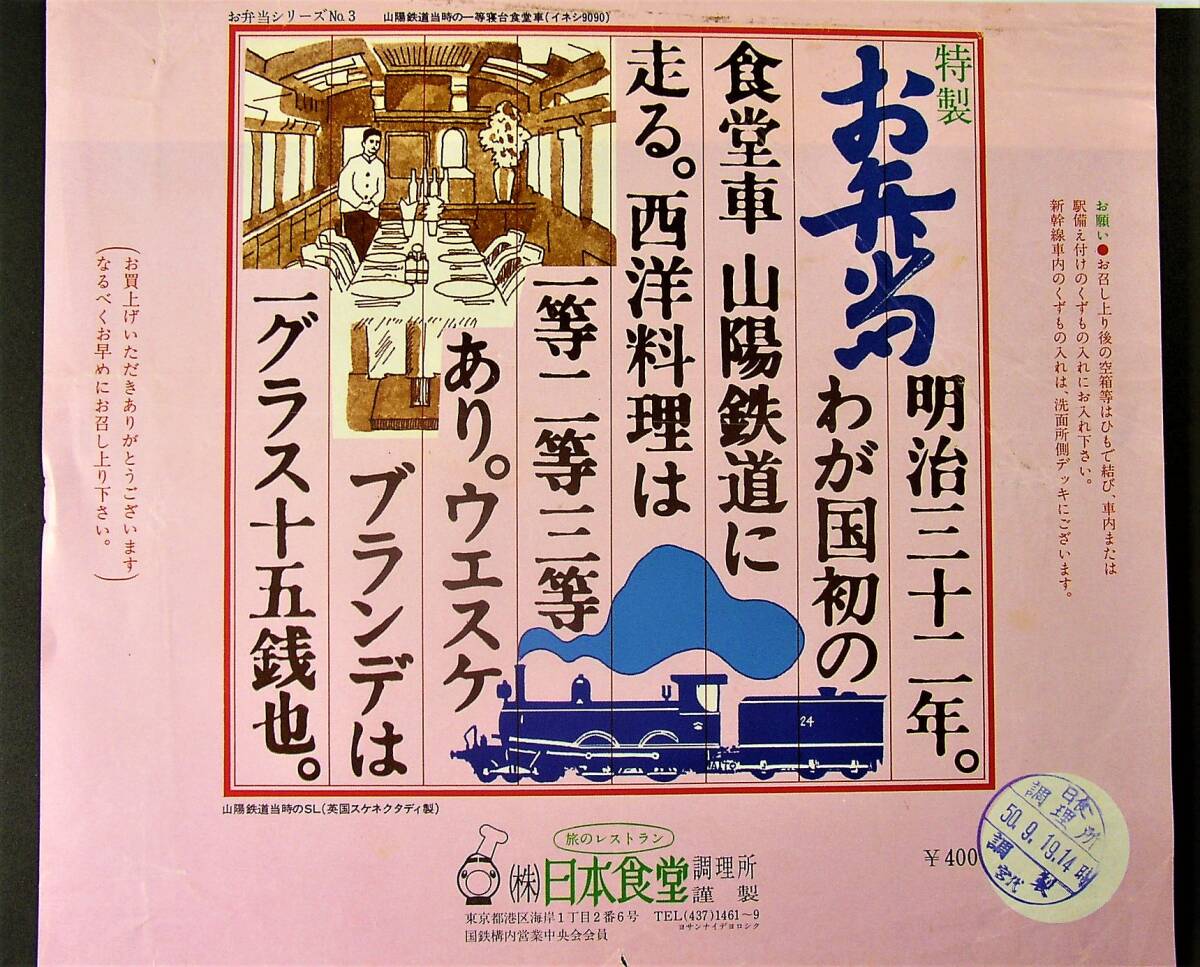 お弁当シリーズNo.3 山陽鉄道当時の一等寝台食堂車(イネシ9090)
特製
お弁当
明治三十二年。
わが国初の
食堂車 山陽鉄道に
走る。西洋料理は
一等二等三等
あり。ウエスケ
ブランデは
一グラス十五銭也。
24
お願い●お召し上り後の空箱等はひもで結び、車内または
駅備え付けのくずもの入れにお入れ下さい。
新幹線車内のくずもの入れは、洗面所側デッキにございます。
(お買上げいただきありがとうございます
なるべくお早めにお召し上り下さい。)
山陽鉄道当時のSL(英国スケネクタディ製)
旅のレストラン
(株)日本食堂 調理所
謹製
東京都港区海岸1丁目2番6号 TEL(437)1461~9
ヨサンナイデヨロシク
国鉄構内営業中央会会員
¥400
日食
調理所
50.9.19.14時
調製